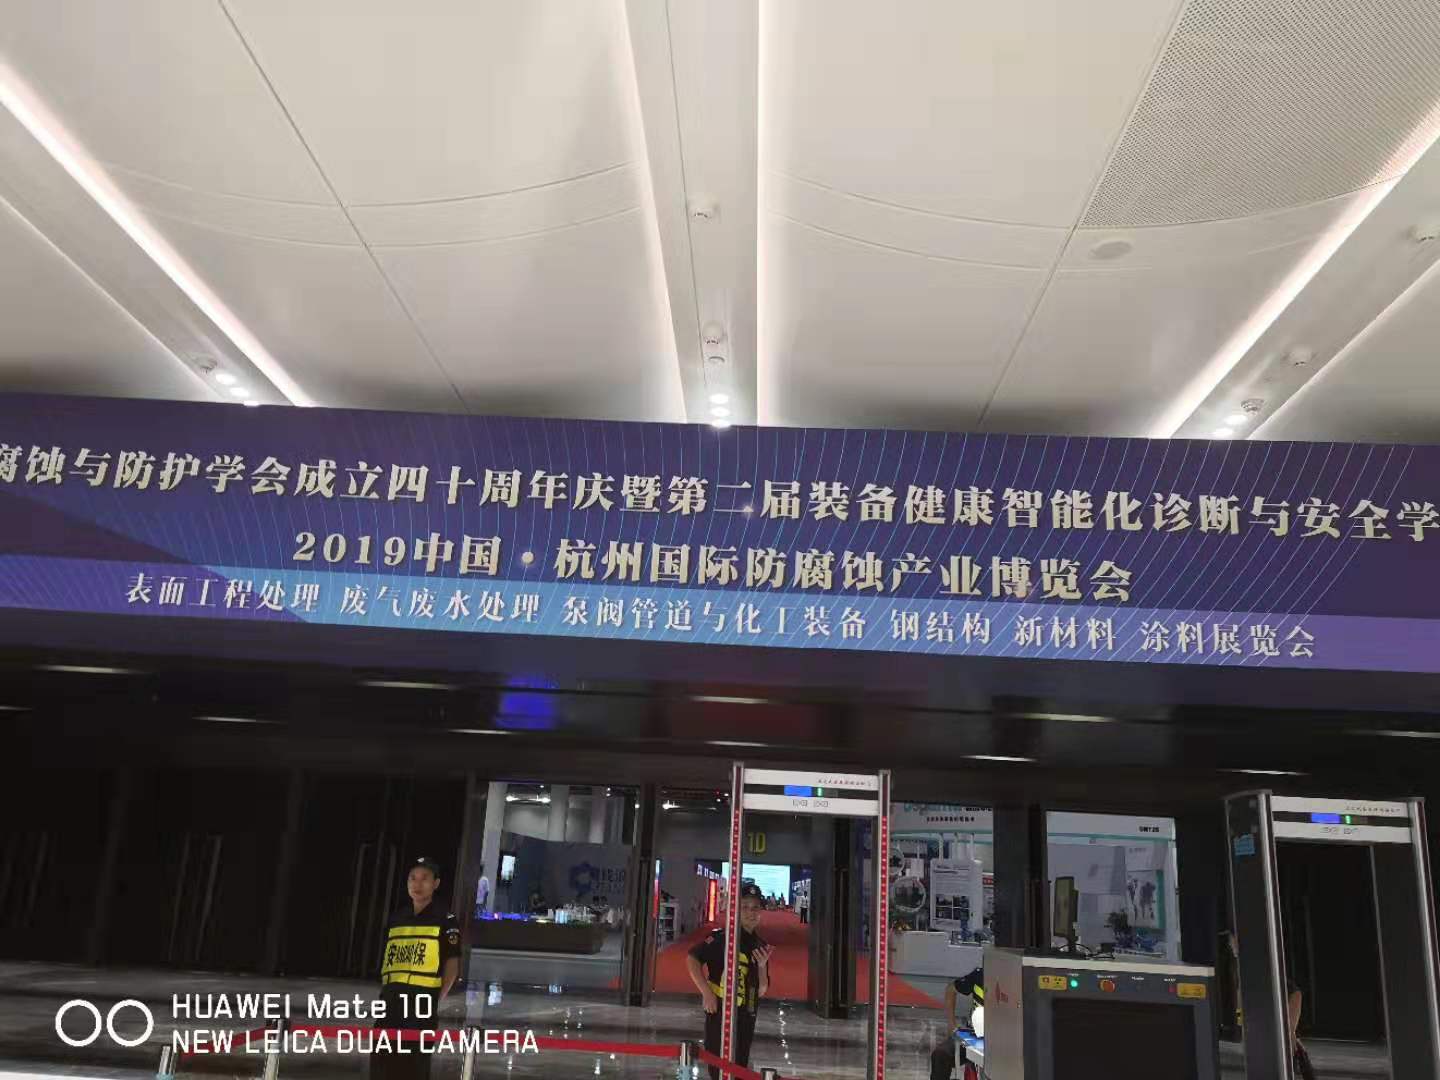 腐蚀与防护学会成立四十周年庆暨第二届装备健康智能化诊断与安全学
2019中国·杭州国际防腐蚀产业博览会
表面工程处理 废气废水处理 泵阀管道与化工装备 钢结构 新材料 涂料展览会
1D
安 保
HUAWEI Mate 10
NEW LEICA DUAL CAMERA